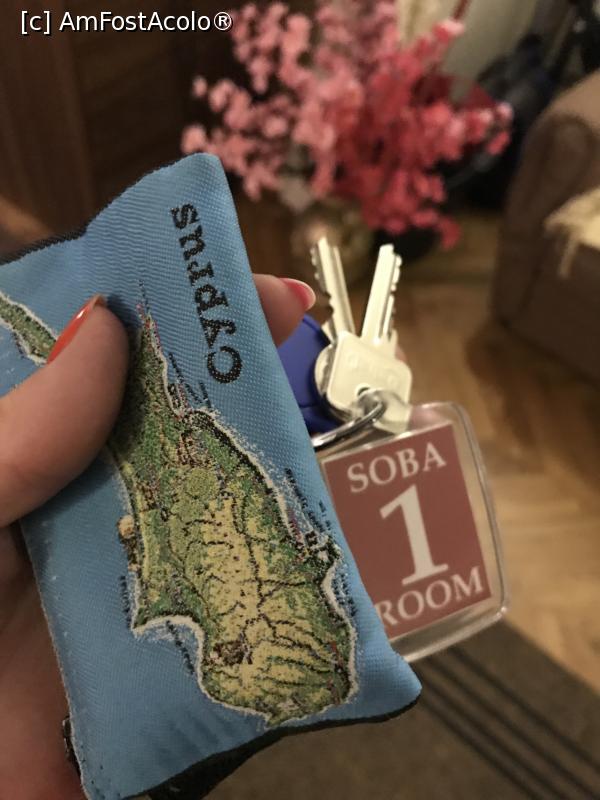 [c] AmFostAcolo®
Cyprus
SOBA
1
ROOM